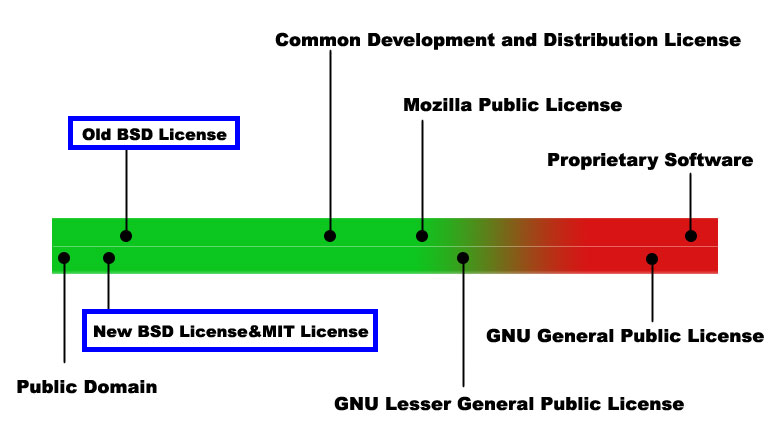 Common Development and Distribution License
Mozilla Public License
Old BSD License
Proprietary Software
New BSD License&MIT License
GNU General Public License
Public Domain
GNU Lesser General Public License